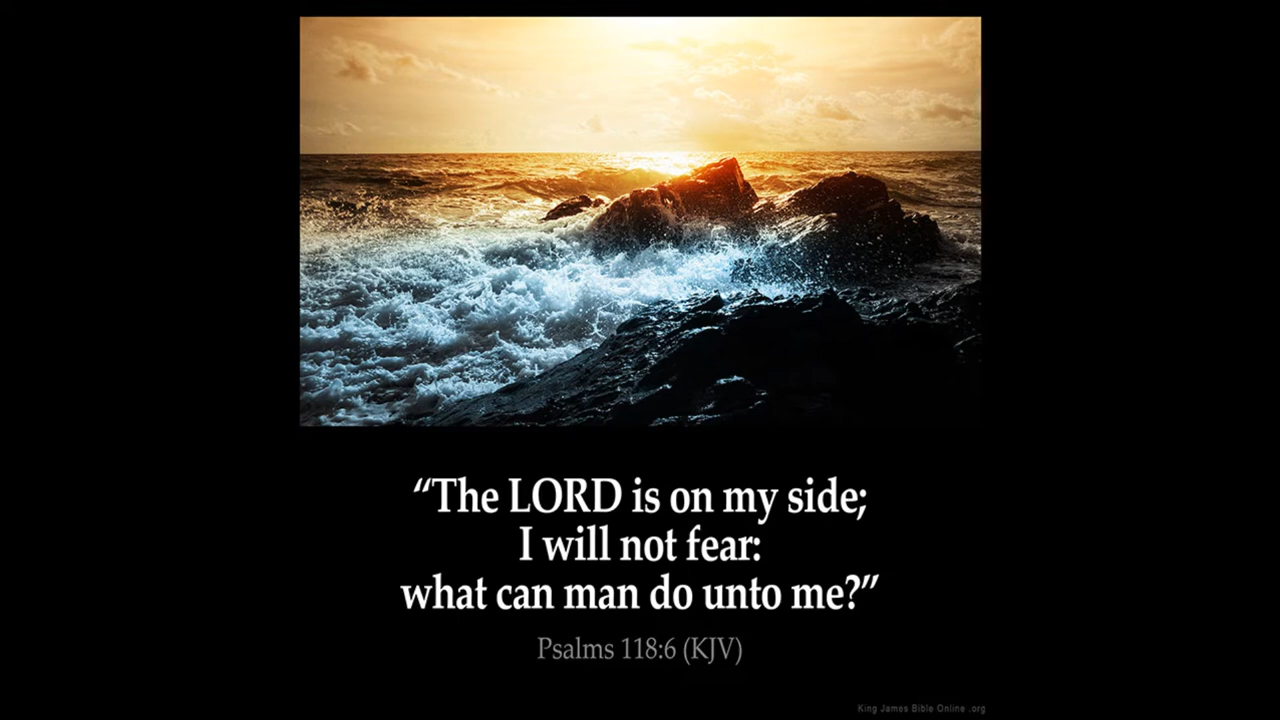 “The LORD is on my side;
I will not fear:
what can man do unto me?”
Psalms 118:6 (KJV)
King James Bible Online .org